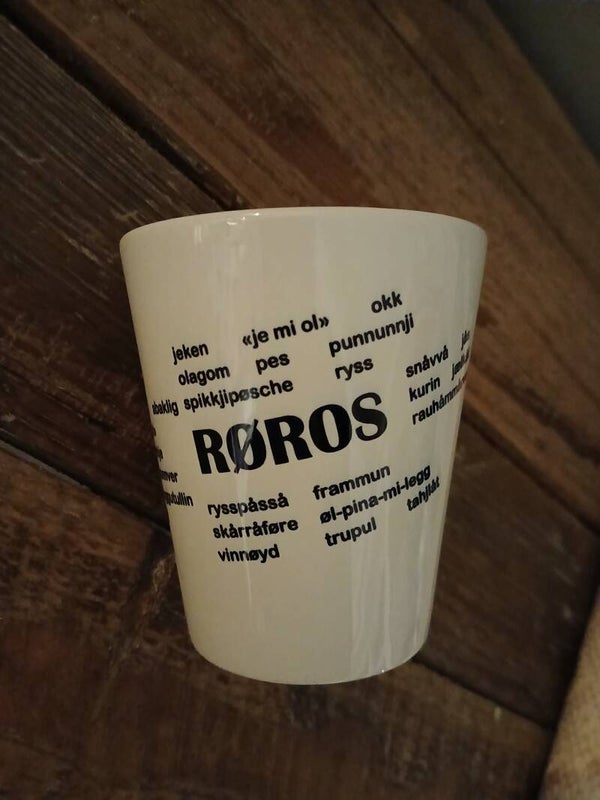 okk
jeken «je mi ol» punnunnji
olagom pes ryss snåvvå
spikkjipøsche kurin
RØROS
rysspåsså frammun
skårråføre øl-pina-mi-legg
vinnøyd trupul tahjlåt